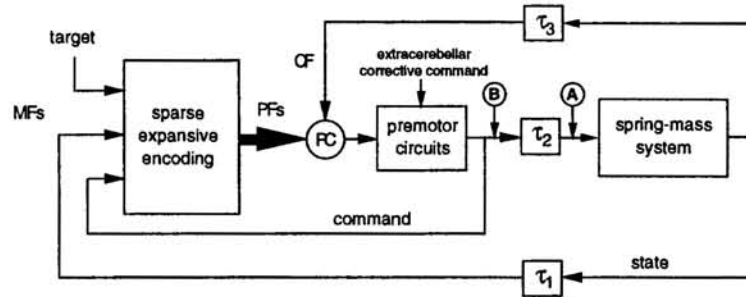 target
MFs
sparse
expansive
encoding
PFs
CF
PC
extracerebellar
corrective command
premotor
circuits
B
τ2
A
spring-mass
system
τ3
command
τ1
state